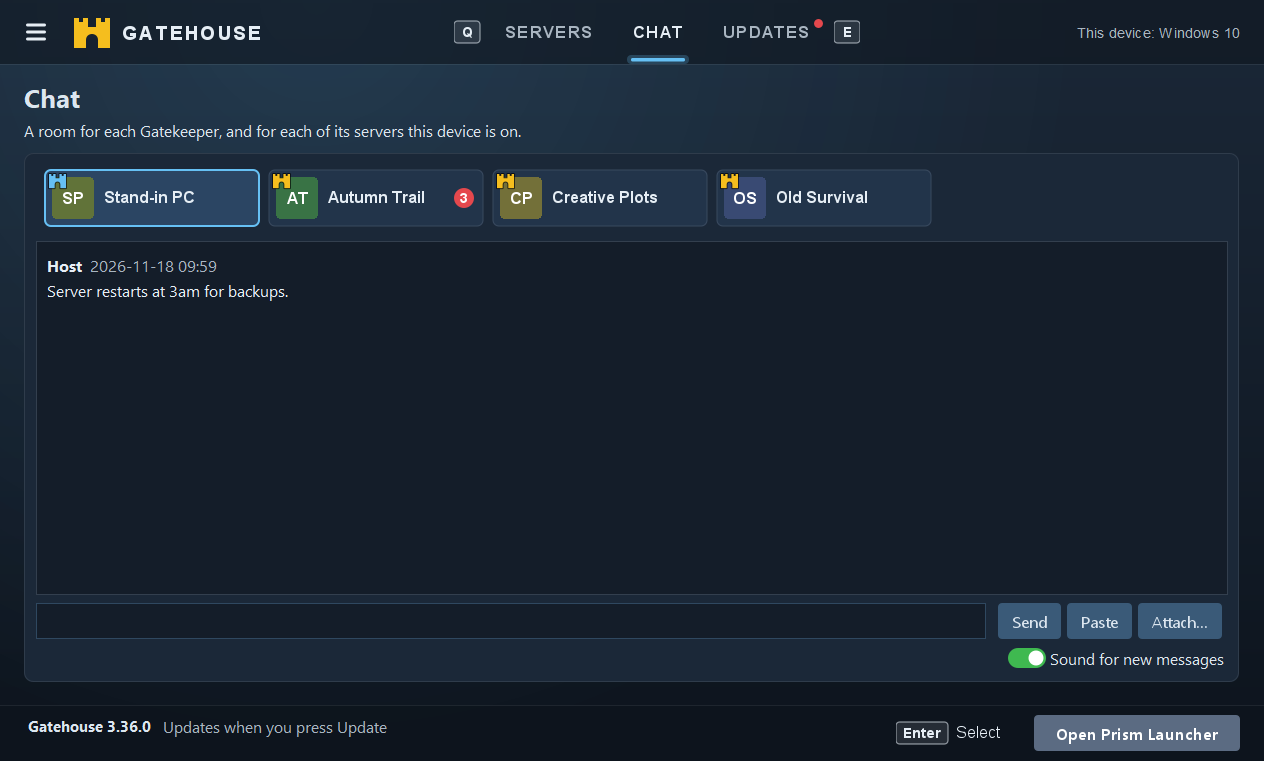 GATEHOUSE
Q SERVERS CHAT UPDATES E
This device: Windows 10
Chat
A room for each Gatekeeper, and for each of its servers this device is on.
SP Stand-in PC
AT Autumn Trail 3
CP Creative Plots
OS Old Survival
Host 2026-11-18 09:59
Server restarts at 3am for backups.
Send Paste Attach...
Sound for new messages
Gatehouse 3.36.0 Updates when you press Update
Enter Select
Open Prism Launcher